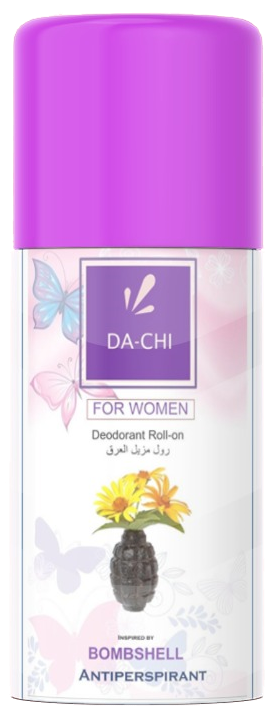 DA-CHI
FOR WOMEN
Deodorant Roll-on
رول مزيل العرق
INSPIRED BY
BOMBSHELL
ANTIPERSPIRANT